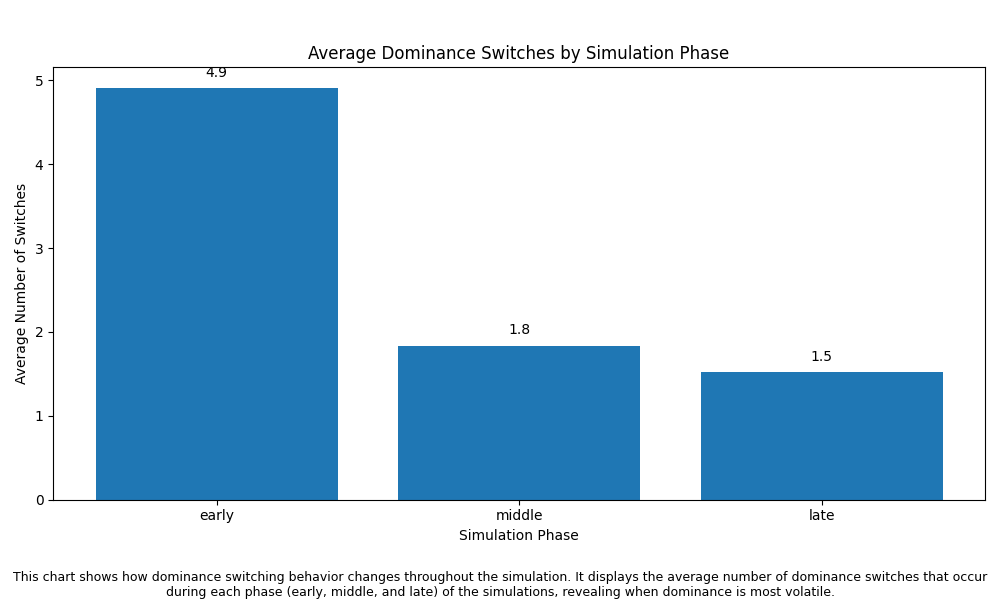 Average Dominance Switches by Simulation Phase
Average Number of Switches
5
4
3
2
1
0
4.9
1.8
1.5
early
middle
late
Simulation Phase
This chart shows how dominance switching behavior changes throughout the simulation. It displays the average number of dominance switches that occur
during each phase (early, middle, and late) of the simulations, revealing when dominance is most volatile.